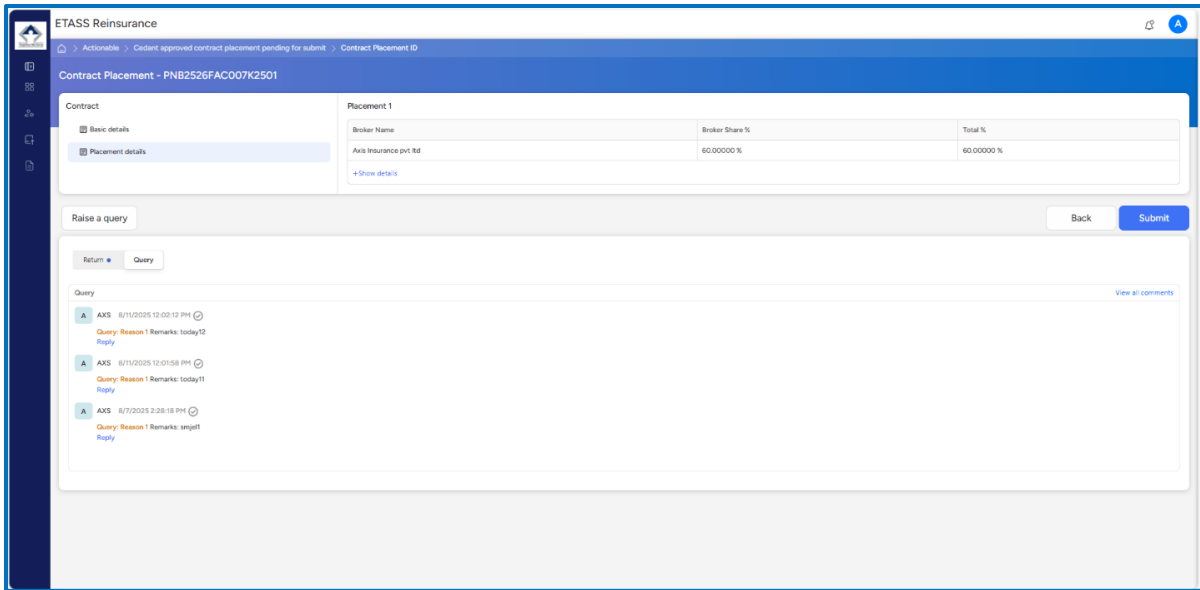 ETASS Reinsurance
A
> Actionable > Cedant approved contract placement pending for submit > Contract Placement ID
Contract Placement - PNB2526FAC007K2501
Contract
Basic details
Placement details
Placement 1
Broker Name Broker Share % Total %
Axis Insurance pvt ltd 60.00000 % 60.00000 %
+Show details
Raise a query
Back
Submit
Return
Query
Query
View all comments
A AXS 8/11/2025 12:02:12 PM
Query: Reason 1 Remarks: today12
Reply
A AXS 8/11/2025 12:01:58 PM
Query: Reason 1 Remarks: today11
Reply
A AXS 8/7/2025 2:28:18 PM
Query: Reason 1 Remarks: smjel1
Reply